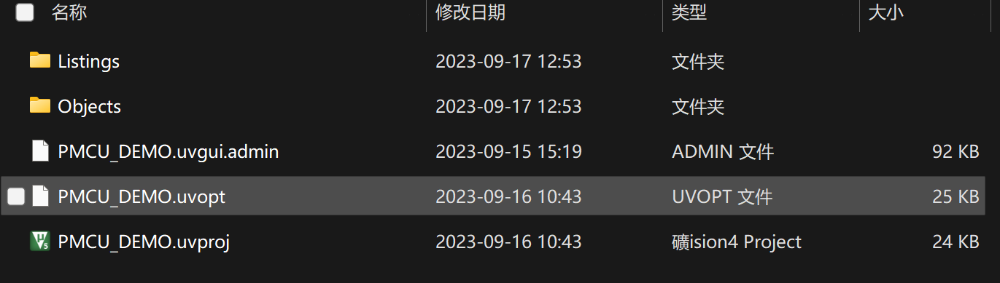 名称 修改日期 类型 大小
Listings 2023-09-17 12:53 文件夹
Objects 2023-09-17 12:53 文件夹
PMCU_DEMO.uvgui.admin 2023-09-15 15:19 ADMIN 文件 92 KB
PMCU_DEMO.uvopt 2023-09-16 10:43 UVOPT 文件 25 KB
PMCU_DEMO.uvproj 2023-09-16 10:43 礦ision4 Project 24 KB